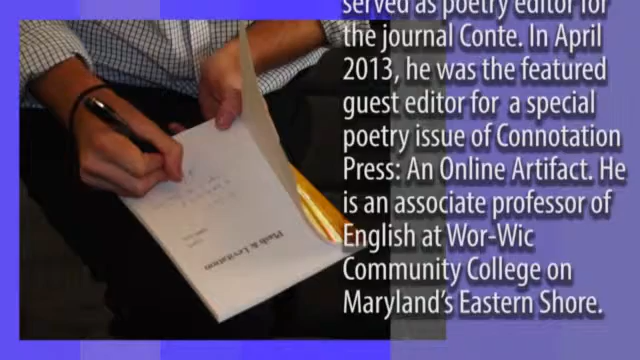 served as poetry editor for
the journal Conte. In April
2013, he was the featured
guest editor for a special
poetry issue of Connotation
Press: An Online Artifact. He
is an associate professor of
English at Wor-Wic
Community College on
Maryland's Eastern Shore.
Plash & Levitation